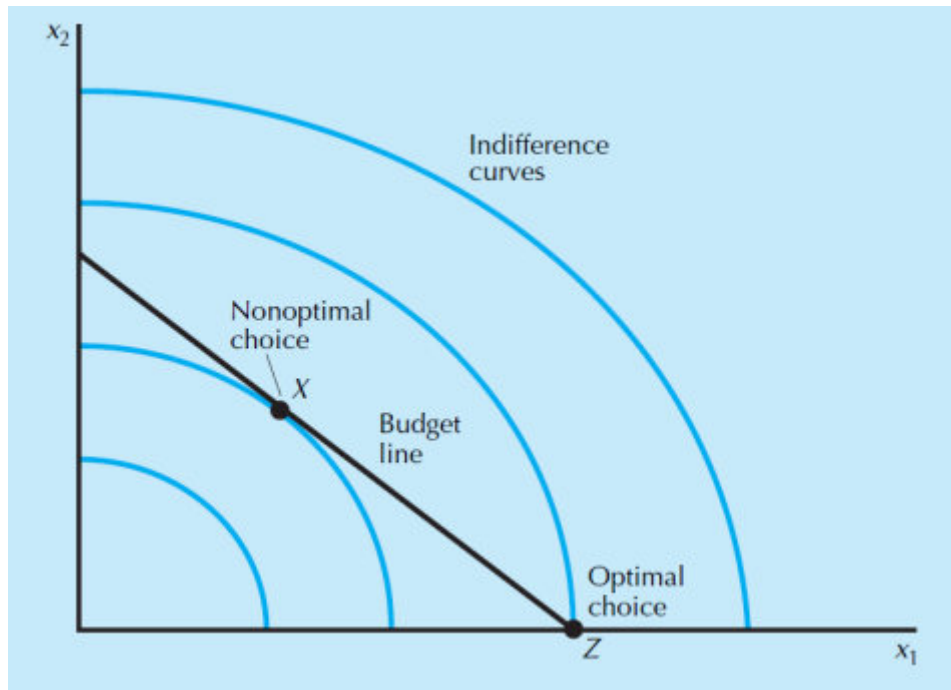 x₂
Indifference
curves
Nonoptimal
choice
X
Budget
line
Optimal
choice
Z
x₁